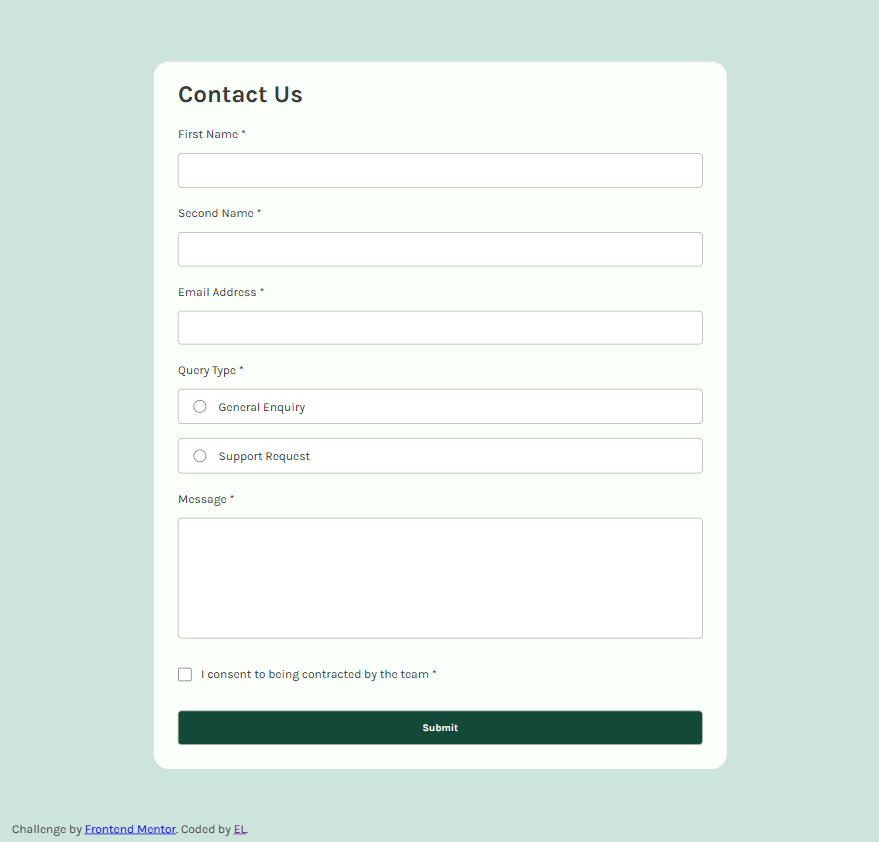 Contact Us
First Name *
Second Name *
Email Address *
Query Type *
General Enquiry
Support Request
Message *
I consent to being contracted by the team *
Submit
Challenge by Frontend Mentor. Coded by EL.